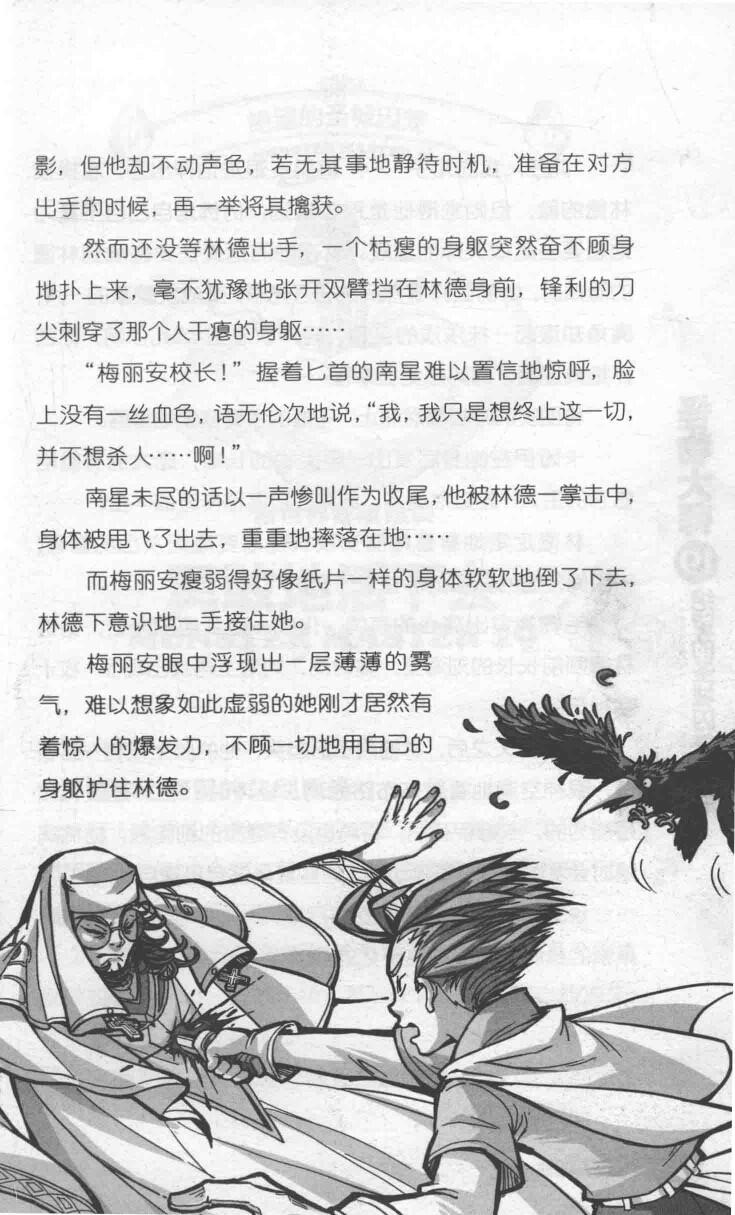 影，但他却不动声色，若无其事地静待时机，准备在对方
出手的时候，再一举将其擒获。
然而还没等林德出手，一个枯瘦的身躯突然奋不顾身
地扑上来，毫不犹豫地张开双臂挡在林德身前，锋利的刀
尖刺穿了那个人干瘪的身躯……
“梅丽安校长！”握着匕首的南星难以置信地惊呼，脸
上没有一丝血色，语无伦次地说，“我，我只是想终止这一切，
并不想杀人……啊！”
南星未尽的话以一声惨叫作为收尾，他被林德一掌击中，
身体被甩飞了出去，重重地摔落在地……
而梅丽安瘦弱得好像纸片一样的身体软软地倒了下去，
林德下意识地一手接住她。
梅丽安眼中浮现出一层薄薄的雾
气，难以想象如此虚弱的她刚才居然有
着惊人的爆发力，不顾一切地用自己的
身躯护住林德。